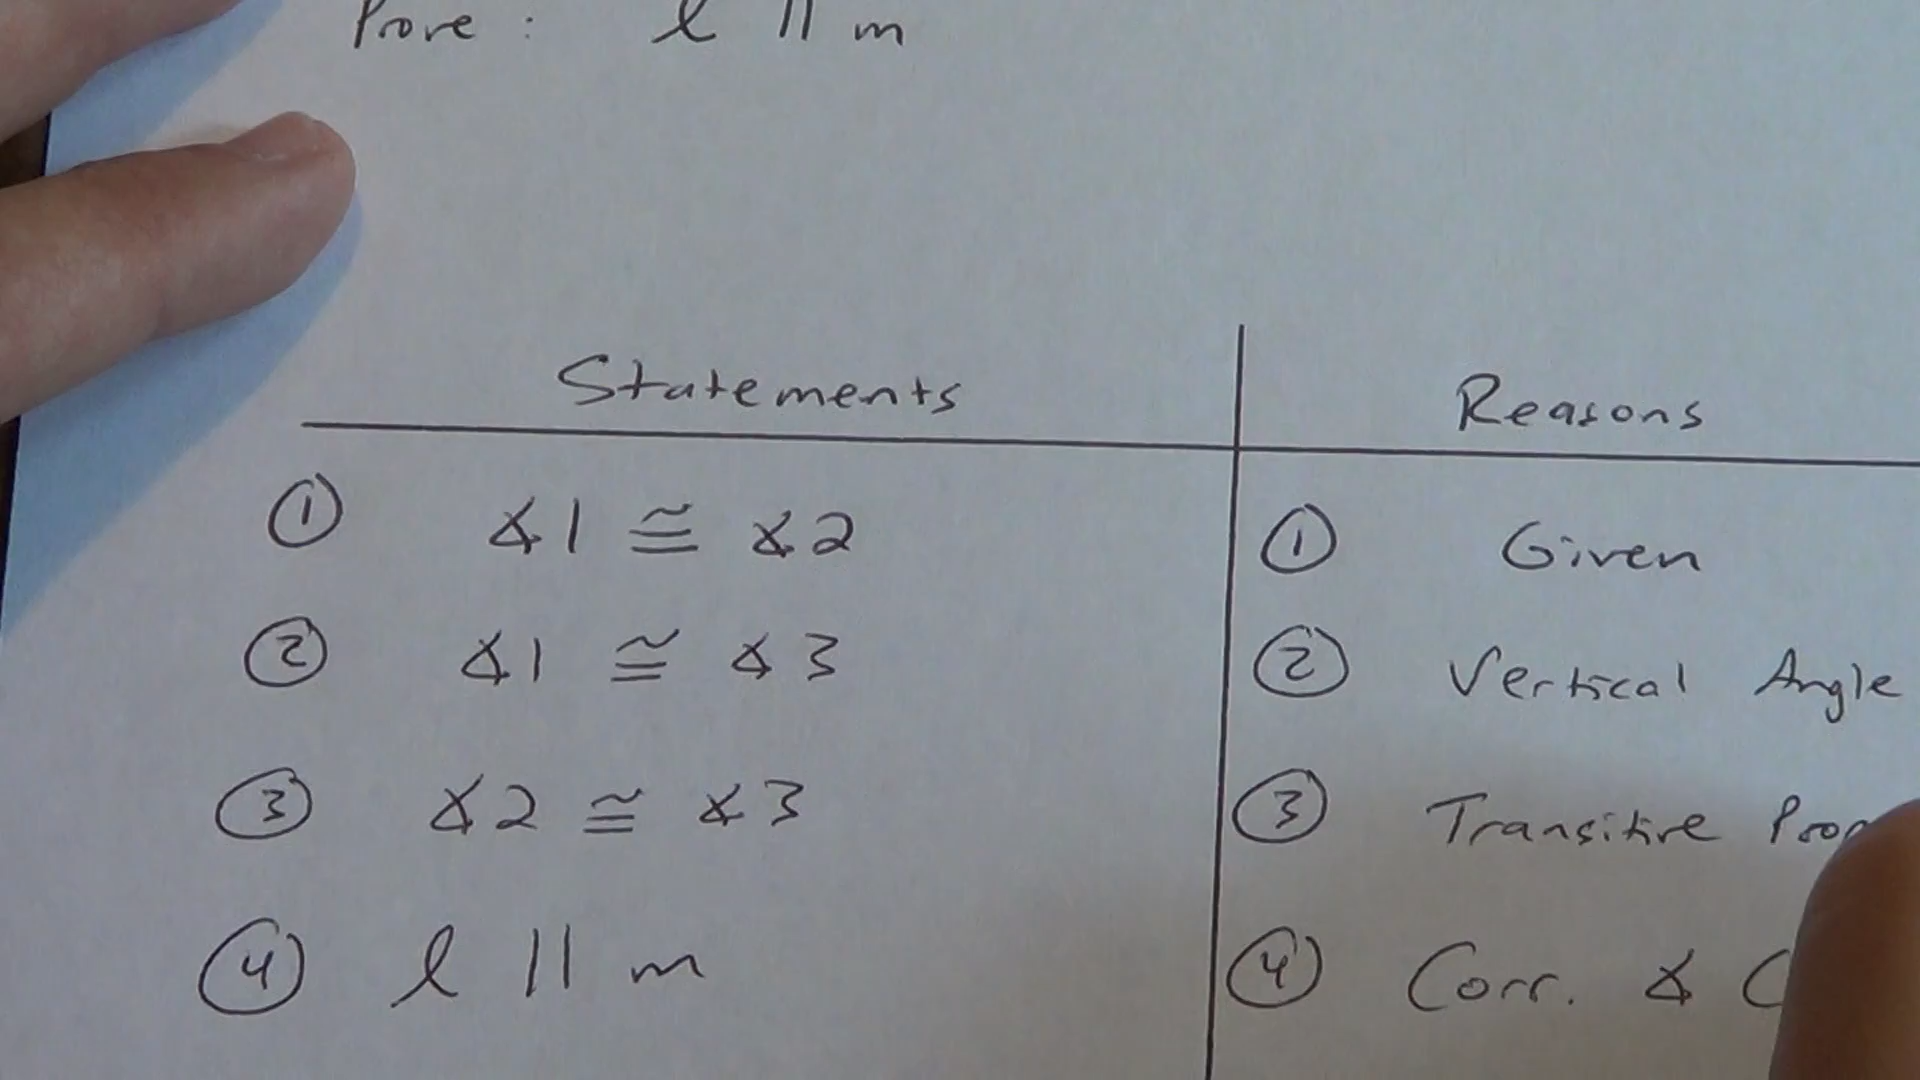 Prove : l || m
Statements Reasons
① ∡1 ≅ ∡2 ① Given
② ∡1 ≅ ∡3 ② Vertical Angle
③ ∡2 ≅ ∡3 ③ Transitive
④ l || m ④ Corr. ∡